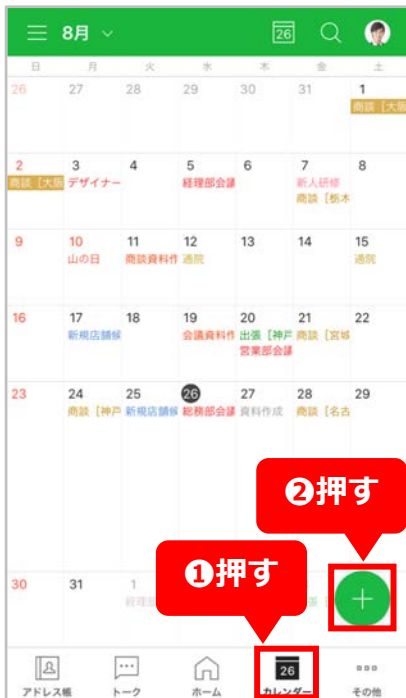 8月 26
日 月 火 水 木 金 土
26 27 28 29 30 31 1
商談［大阪
2 3 4 5 6 7 8
商談［大阪 デザイナー 経理部会議 新人研修
商談［栃木
9 10 11 12 13 14 15
山の日 商談資料作 通院 通院
16 17 18 19 20 21 22
新規店舗候 会議資料作 出張［神戸 商談［宮城
営業部会議
23 24 25 26 27 28 29
商談［神戸 新規店舗候 総務部会議 資料作成 商談［名古
❷押す
❶押す
30 31 1
+
26
アドレス帳 トーク ホーム カレンダー その他